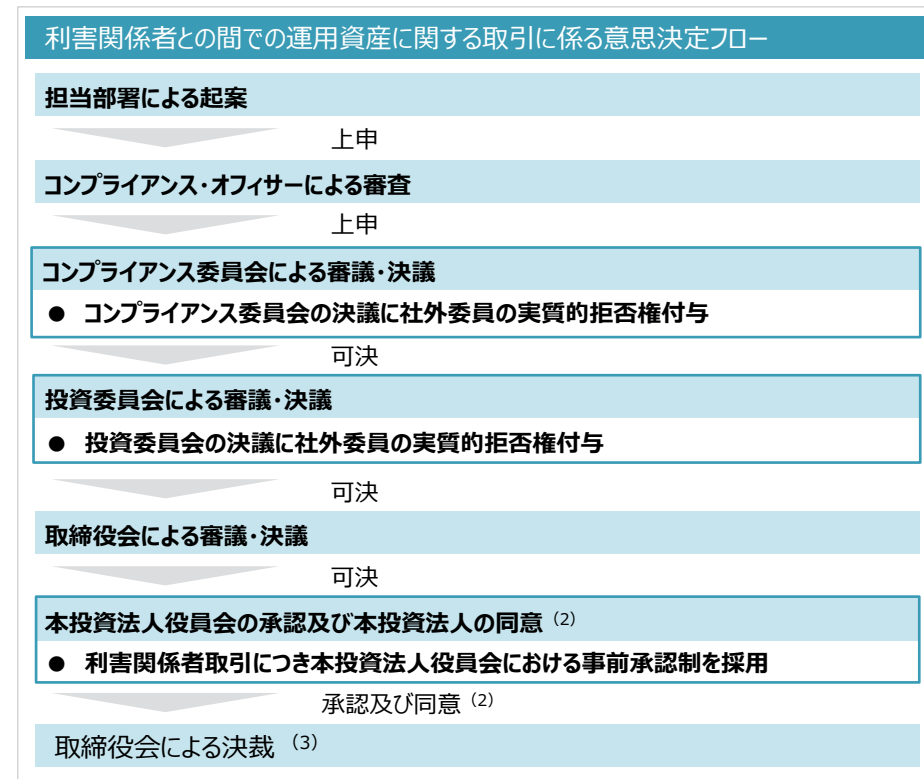 利害関係者との間での運用資産に関する取引に係る意思決定フロー
担当部署による起案
上申
コンプライアンス・オフィサーによる審査
上申
コンプライアンス委員会による審議・決議
● コンプライアンス委員会の決議に社外委員の実質的拒否権付与
可決
投資委員会による審議・決議
● 投資委員会の決議に社外委員の実質的拒否権付与
可決
取締役会による審議・決議
可決
本投資法人役員会の承認及び本投資法人の同意 (2)
● 利害関係者取引につき本投資法人役員会における事前承認制を採用
承認及び同意 (2)
取締役会による決裁 (3)